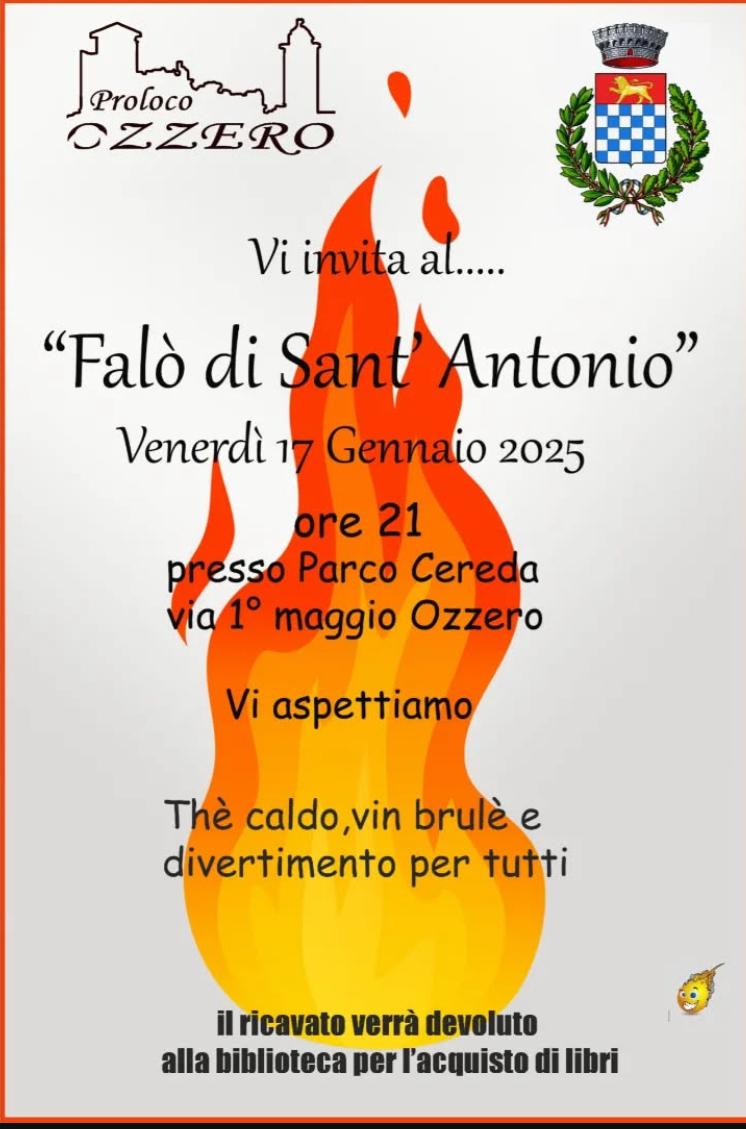 Proloco
OZZERO
Vi invita al.....
“Falò di Sant’ Antonio”
Venerdì 17 Gennaio 2025
ore 21
presso Parco Cereda
via 1° maggio Ozzero
Vi aspettiamo
Thè caldo,vin brulè e
divertimento per tutti
il ricavato verrà devoluto
alla biblioteca per l’acquisto di libri